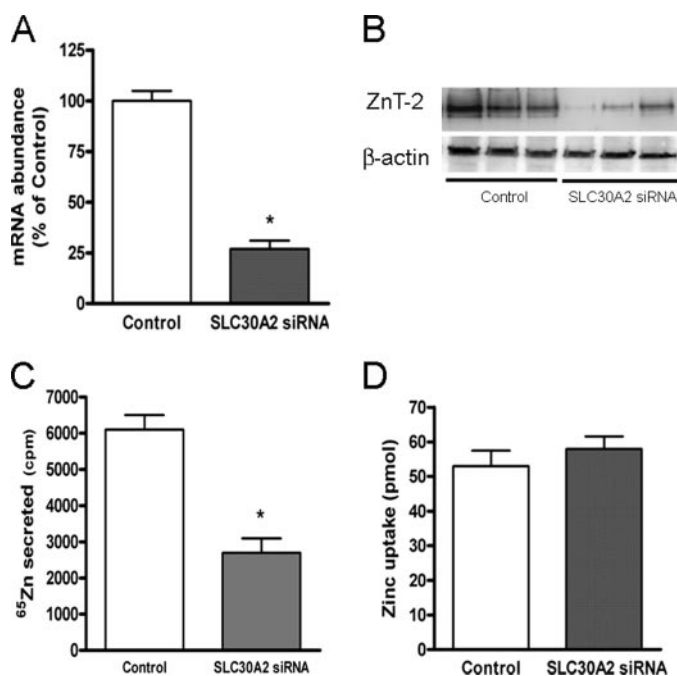 A
mRNA abundance
(% of Control)
125
100
75
50
25
0
*
Control
SLC30A2 siRNA
B
ZnT-2
β-actin
Control
SLC30A2 siRNA
C
⁶⁵Zn secreted (cpm)
7000
6000
5000
4000
3000
2000
1000
0
*
Control
SLC30A2 siRNA
D
Zinc uptake (pmol)
70
60
50
40
30
20
10
0
Control
SLC30A2 siRNA